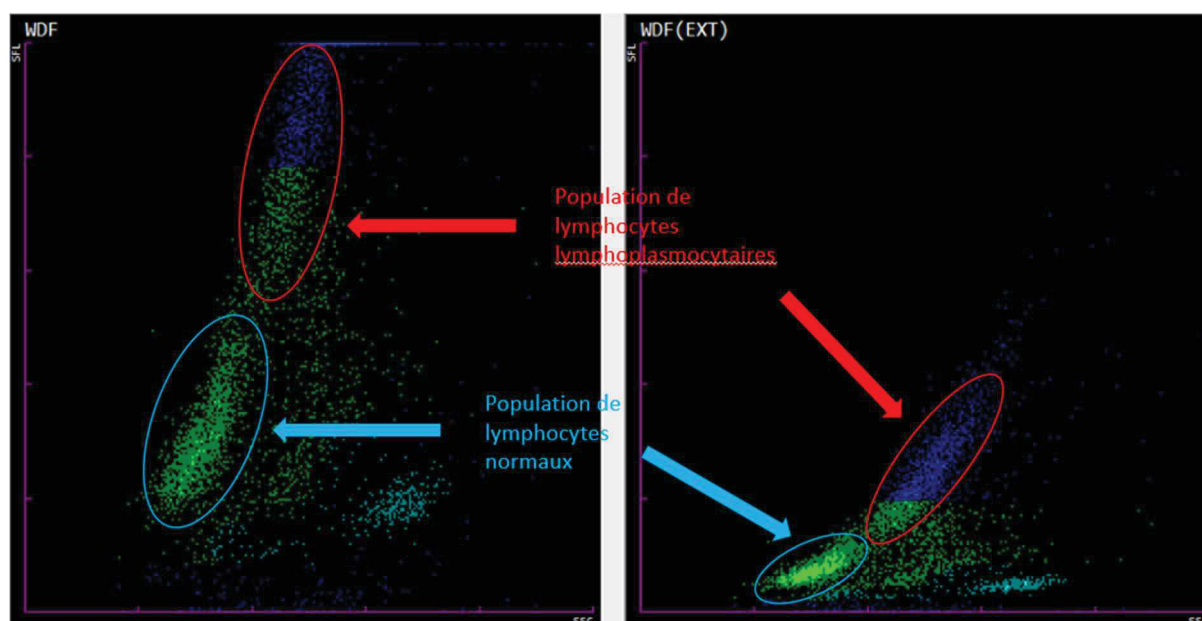 WDF
SFL
WDF(EXT)
SFL
Population de
lymphocytes
lymphoplasmocytaires
Population de
lymphocytes
normaux